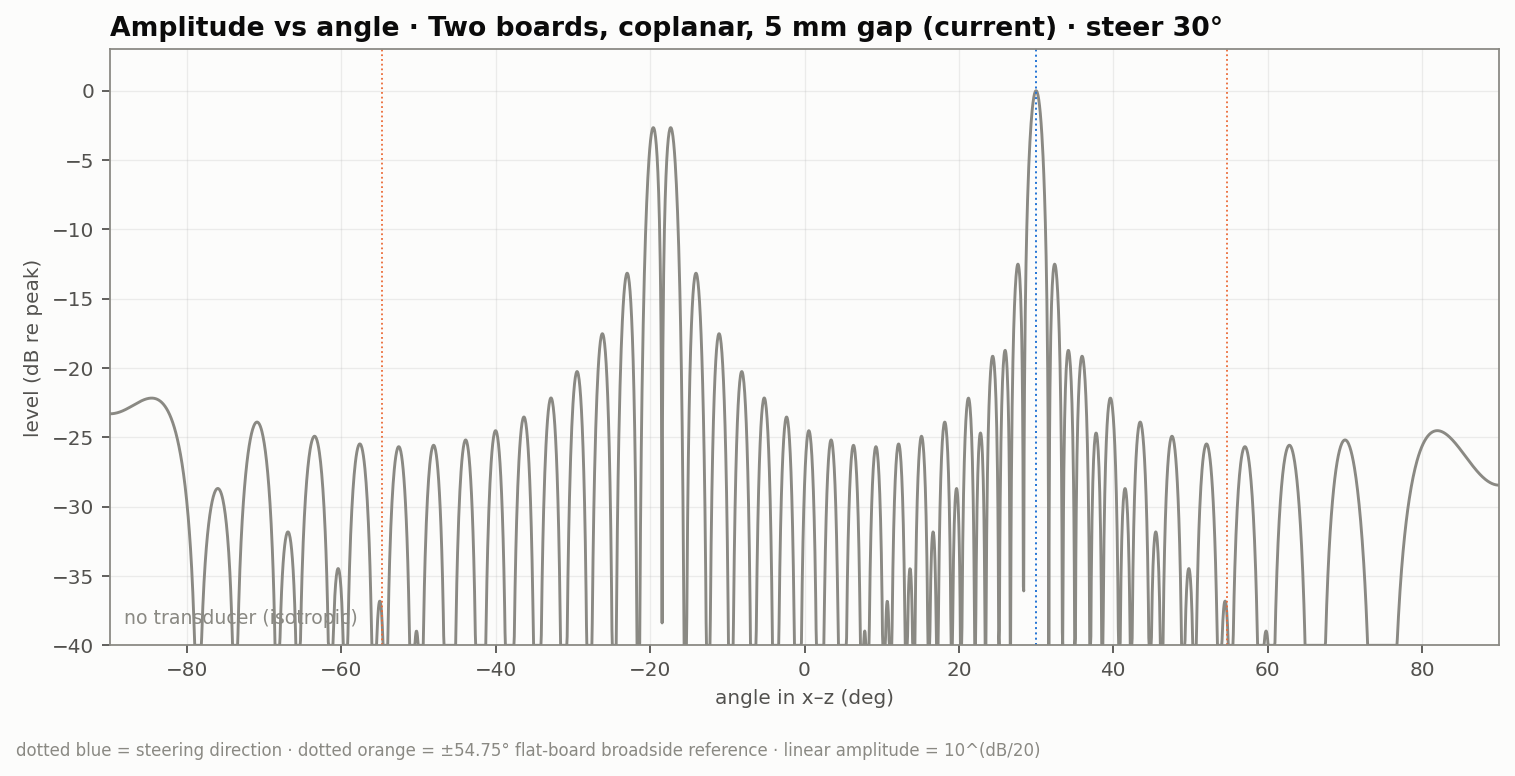 Amplitude vs angle · Two boards, coplanar, 5 mm gap (current) · steer 30°
level (dB re peak)
0
−5
−10
−15
−20
−25
−30
−35
−40
no transducer (isotropic)
−80 −60 −40 −20 0 20 40 60 80
angle in x–z (deg)
dotted blue = steering direction · dotted orange = ±54.75° flat-board broadside reference · linear amplitude = 10^(dB/20)